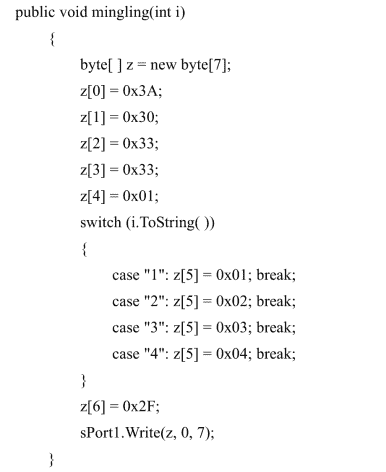 public void mingling(int i)
{
byte[ ] z = new byte[7];
z[0] = 0x3A;
z[1] = 0x30;
z[2] = 0x33;
z[3] = 0x33;
z[4] = 0x01;
switch (i.ToString( ))
{
case "1": z[5] = 0x01; break;
case "2": z[5] = 0x02; break;
case "3": z[5] = 0x03; break;
case "4": z[5] = 0x04; break;
}
z[6] = 0x2F;
sPort1.Write(z, 0, 7);
}